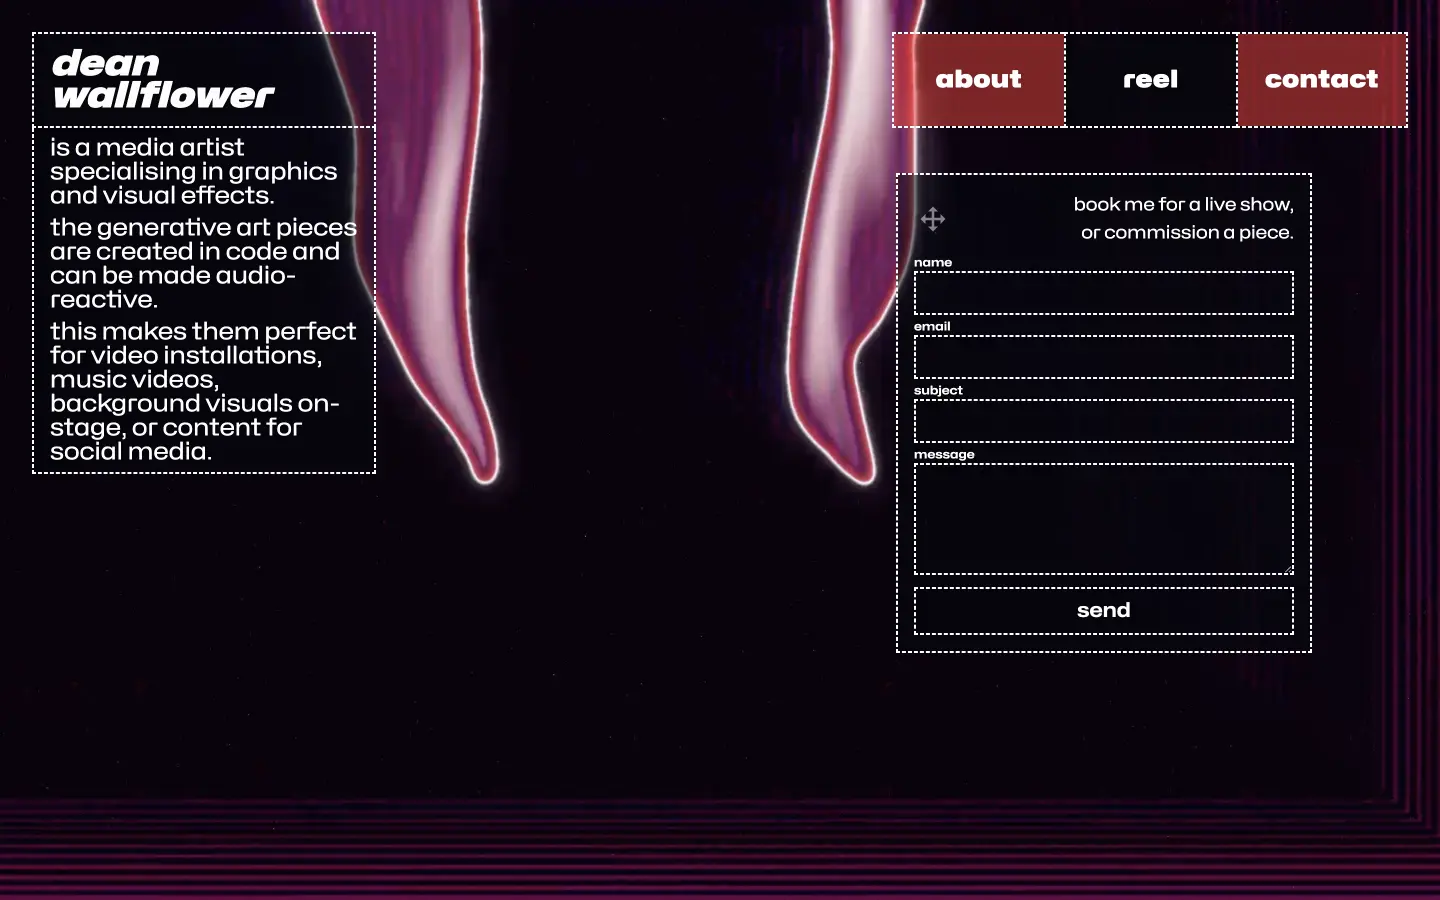 dean
wallflower
is a media artist
specialising in graphics
and visual effects.
the generative art pieces
are created in code and
can be made audio-
reactive.
this makes them perfect
for video installations,
music videos,
background visuals on-
stage, or content for
social media.
about
reel
contact
book me for a live show,
or commission a piece.
name
email
subject
message
send